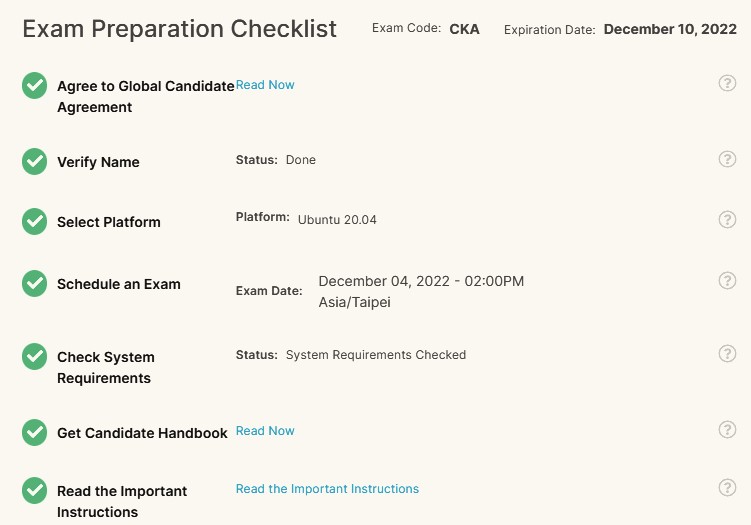 Exam Preparation Checklist Exam Code: CKA Expiration Date: December 10, 2022
Agree to Global Candidate Read Now
Agreement
Verify Name Status: Done
Select Platform Platform: Ubuntu 20.04
Schedule an Exam Exam Date: December 04, 2022 - 02:00PM
Asia/Taipei
Check System Status: System Requirements Checked
Requirements
Get Candidate Handbook Read Now
Read the Important Read the Important Instructions
Instructions